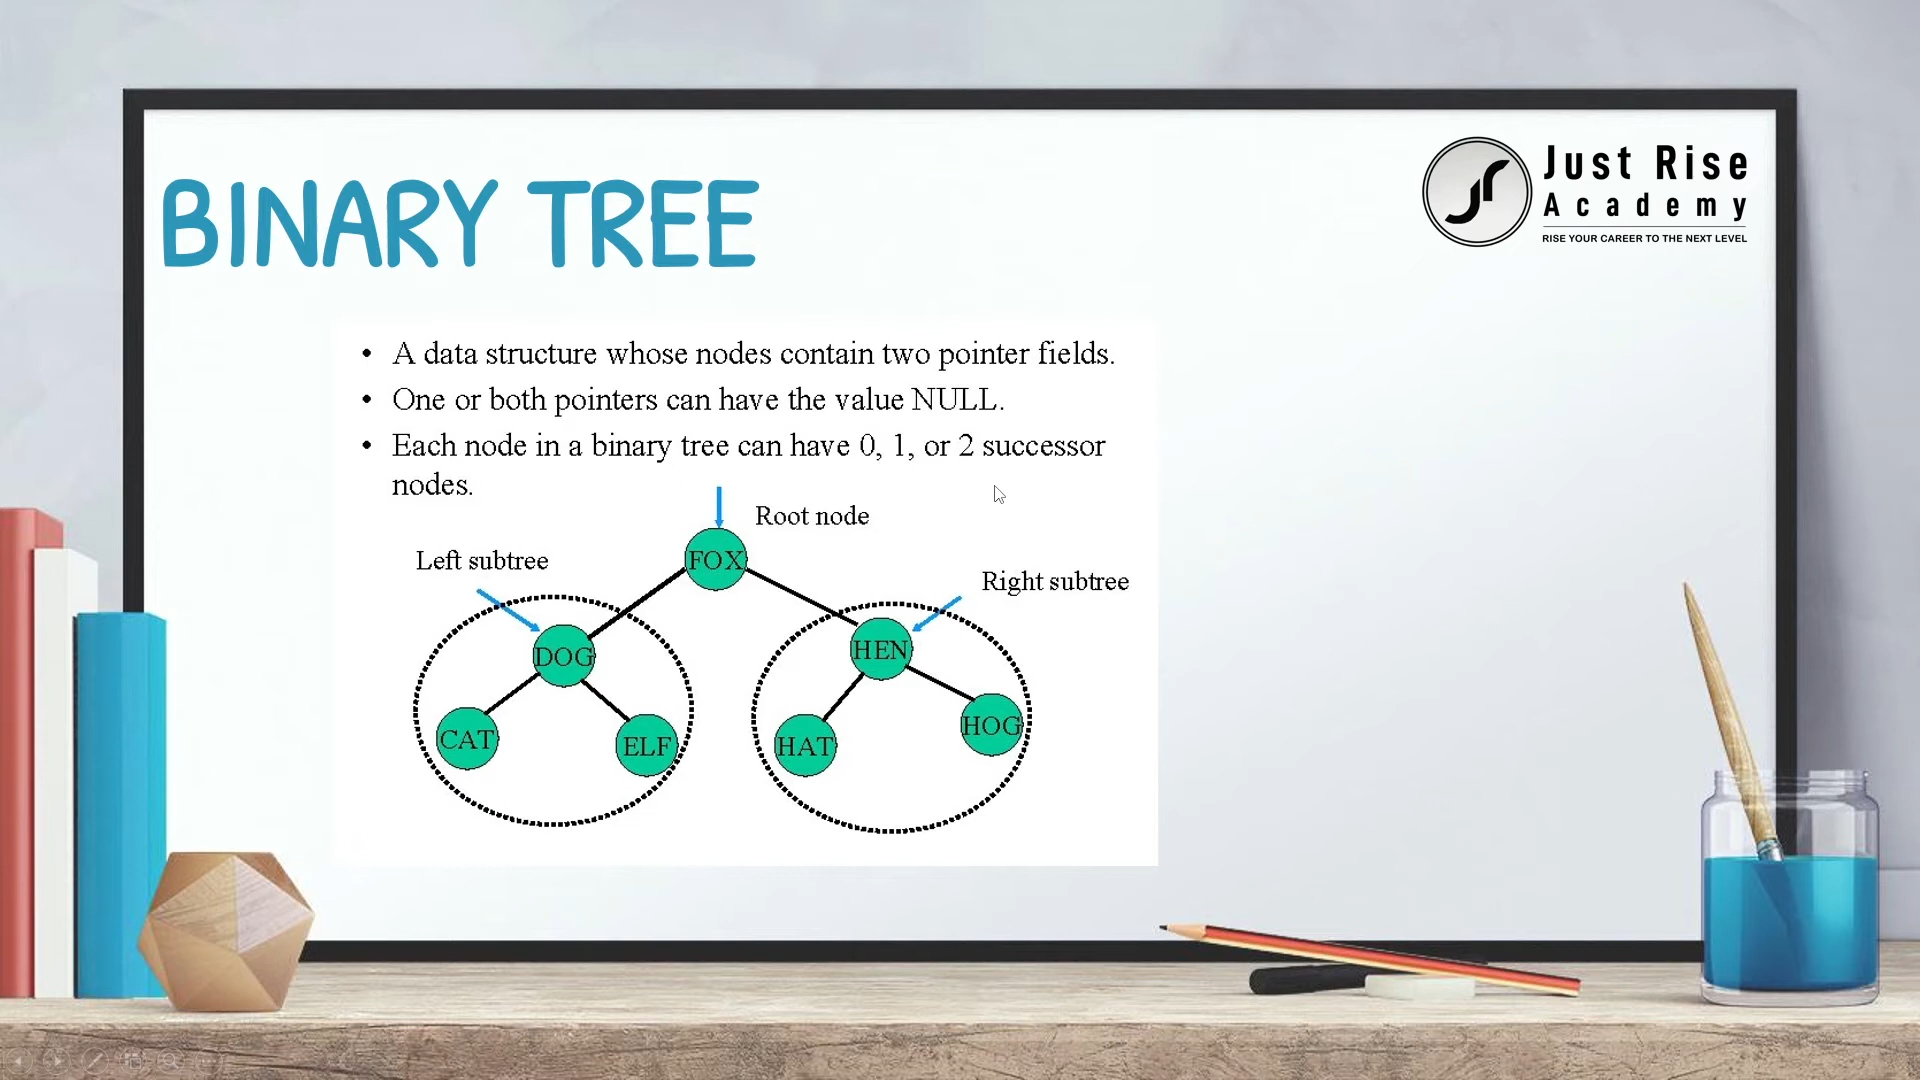 BINARY TREE
Just Rise
Academy
RISE YOUR CAREER TO THE NEXT LEVEL
• A data structure whose nodes contain two pointer fields.
• One or both pointers can have the value NULL.
• Each node in a binary tree can have 0, 1, or 2 successor
nodes.
Root node
Left subtree
FOX
Right subtree
DOG
HEN
CAT
ELF
HAT
HOG